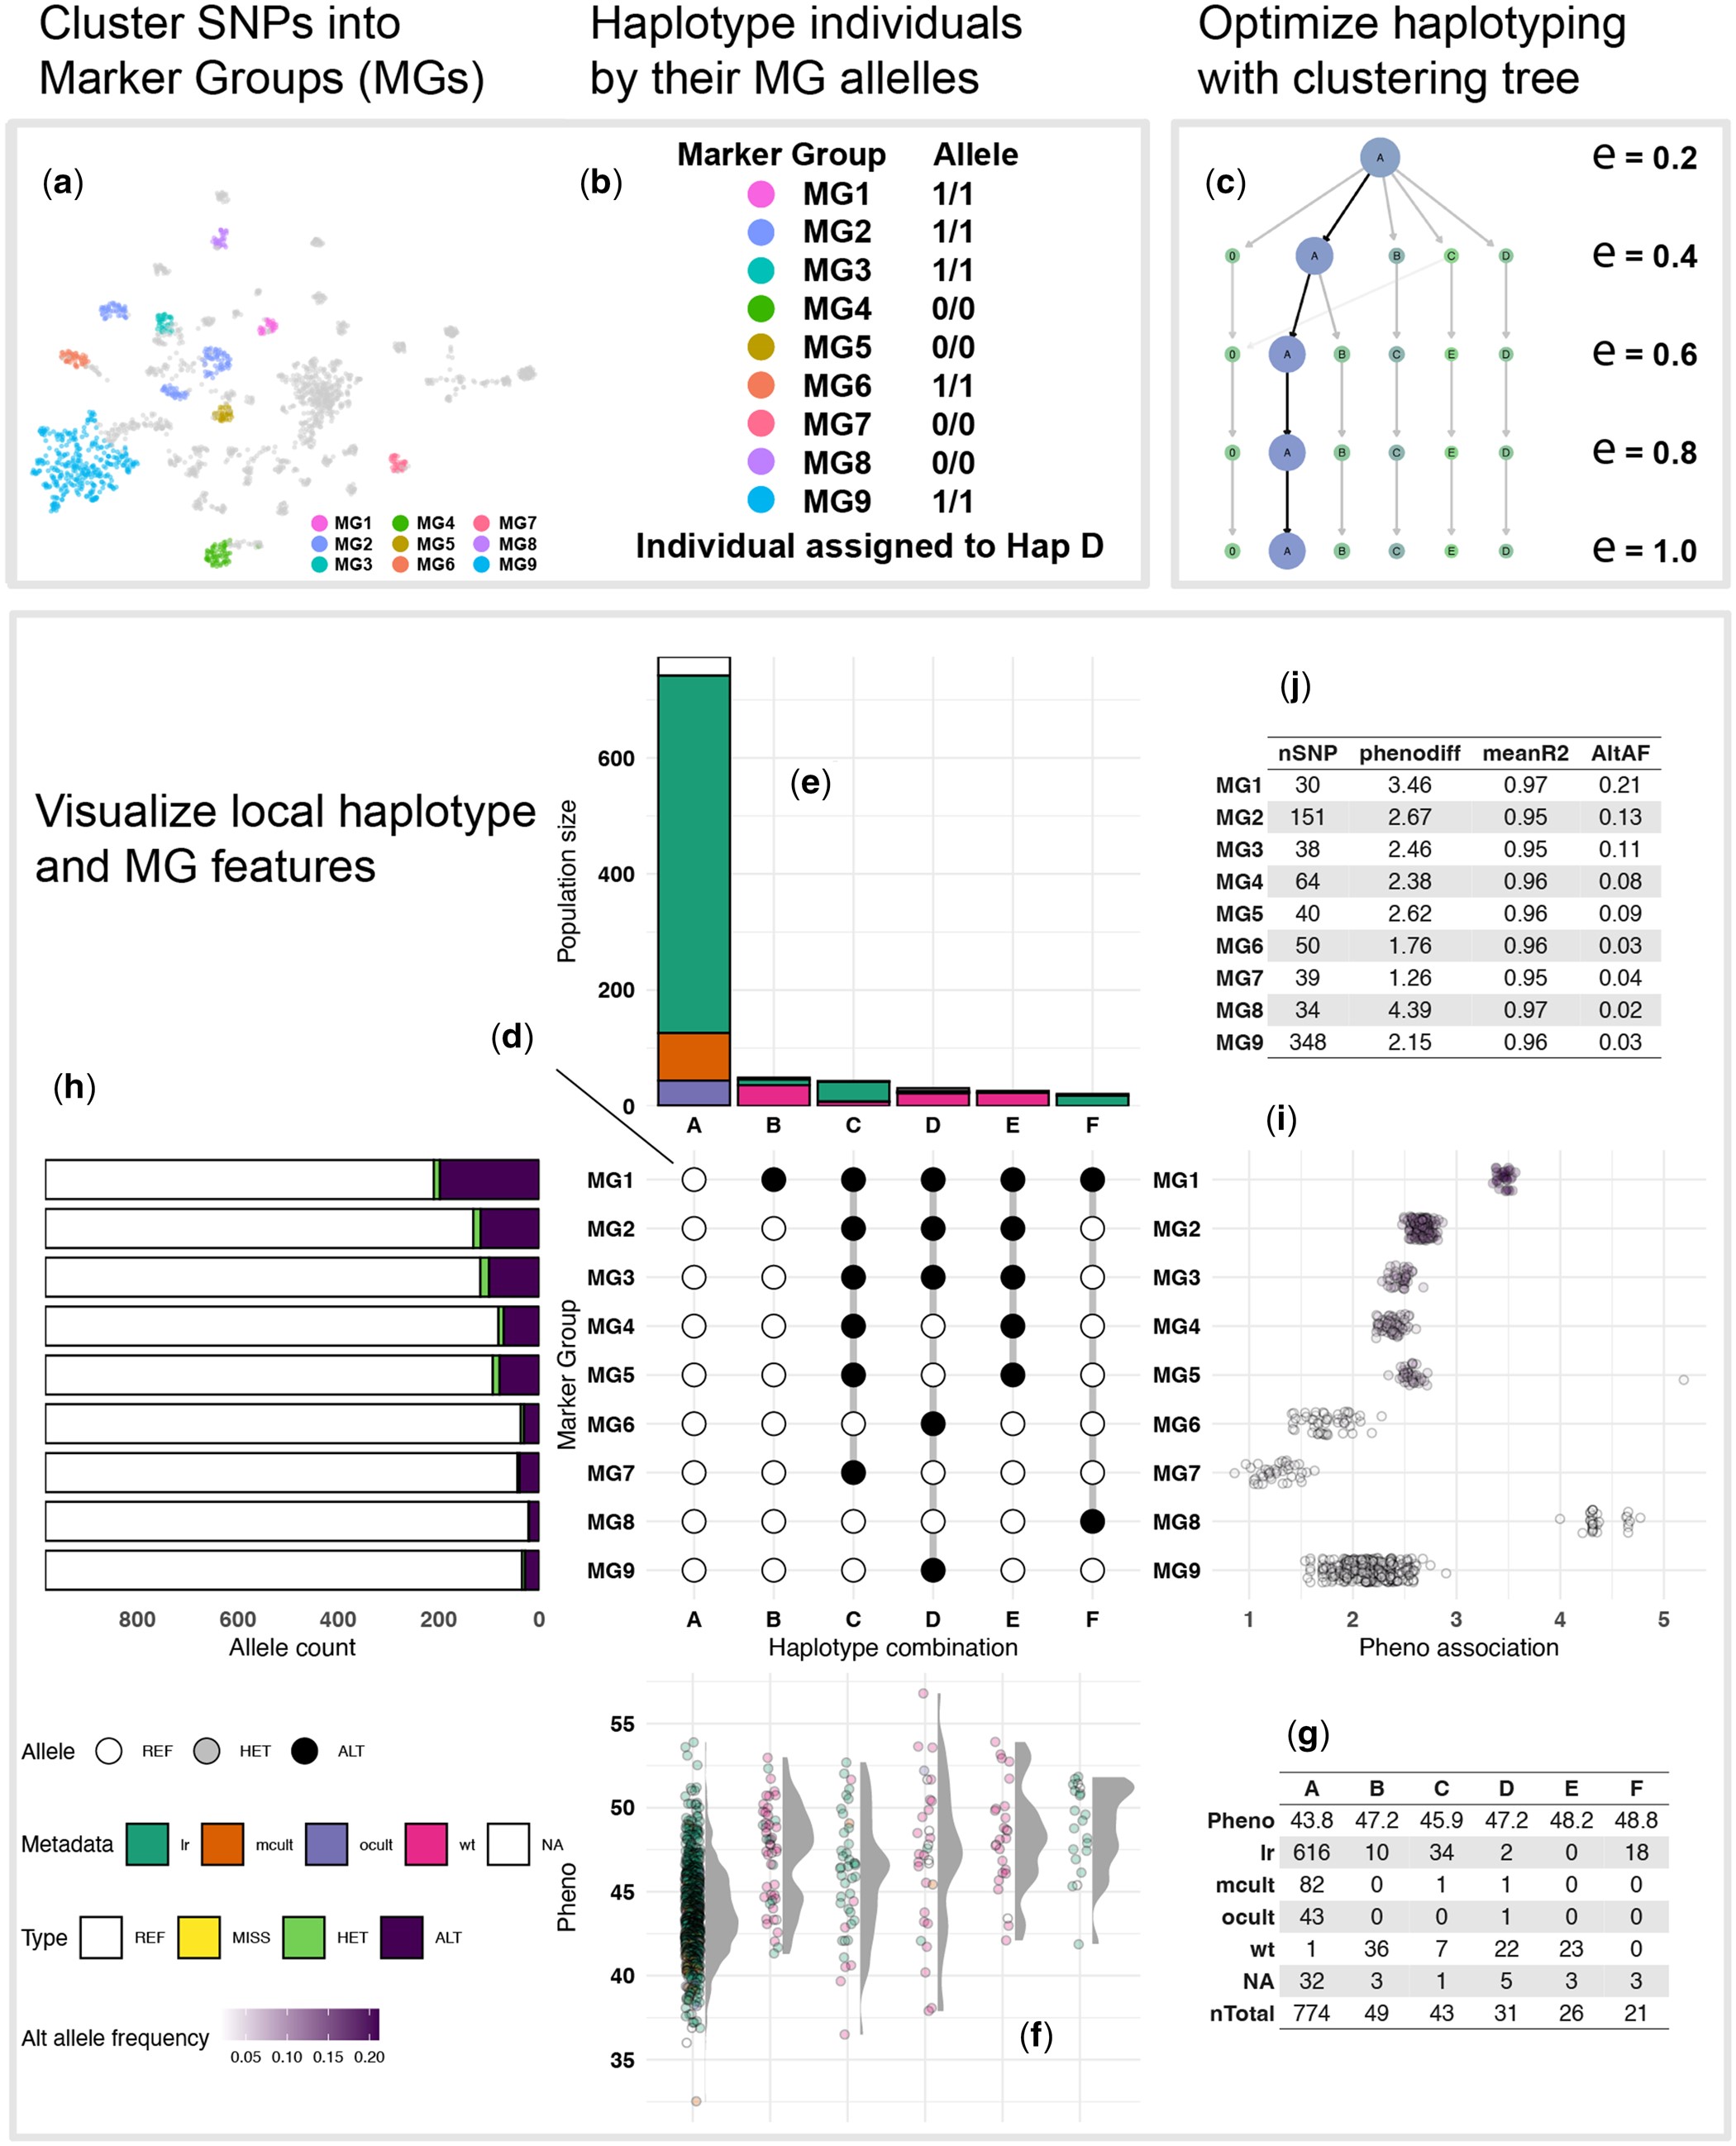 Cluster SNPs into
Marker Groups (MGs)
Haplotype individuals
by their MG alleles
Optimize haplotyping
with clustering tree
(a)
MG1 MG4 MG7
MG2 MG5 MG8
MG3 MG6 MG9
(b)
Marker Group Allele
MG1 1/1
MG2 1/1
MG3 1/1
MG4 0/0
MG5 0/0
MG6 1/1
MG7 0/0
MG8 0/0
MG9 1/1
Individual assigned to Hap D
(c)
A e = 0.2
0 A B C D e = 0.4
0 A B C E D e = 0.6
0 A B C E D e = 0.8
0 A B C E D e = 1.0
Visualize local haplotype
and MG features
(e)
Population size
600
400
200
0
A B C D E F
(j)
nSNP phenodiff meanR2 AltAF
MG1 30 3.46 0.97 0.21
MG2 151 2.67 0.95 0.13
MG3 38 2.46 0.95 0.11
MG4 64 2.38 0.96 0.08
MG5 40 2.62 0.96 0.09
MG6 50 1.76 0.96 0.03
MG7 39 1.26 0.95 0.04
MG8 34 4.39 0.97 0.02
MG9 348 2.15 0.96 0.03
(d)
(h)
800 600 400 200 0
Allele count
Marker Group
MG1
MG2
MG3
MG4
MG5
MG6
MG7
MG8
MG9
A B C D E F
Haplotype combination
(i)
MG1
MG2
MG3
MG4
MG5
MG6
MG7
MG8
MG9
1 2 3 4 5
Pheno association
Allele REF HET ALT
Metadata lr mcult ocult wt NA
Type REF MISS HET ALT
Alt allele frequency
0.05 0.10 0.15 0.20
Pheno
55
50
45
40
35
(f)
(g)
A B C D E F
Pheno 43.8 47.2 45.9 47.2 48.2 48.8
lr 616 10 34 2 0 18
mcult 82 0 1 1 0 0
ocult 43 0 0 1 0 0
wt 1 36 7 22 23 0
NA 32 3 1 5 3 3
nTotal 774 49 43 31 26 21